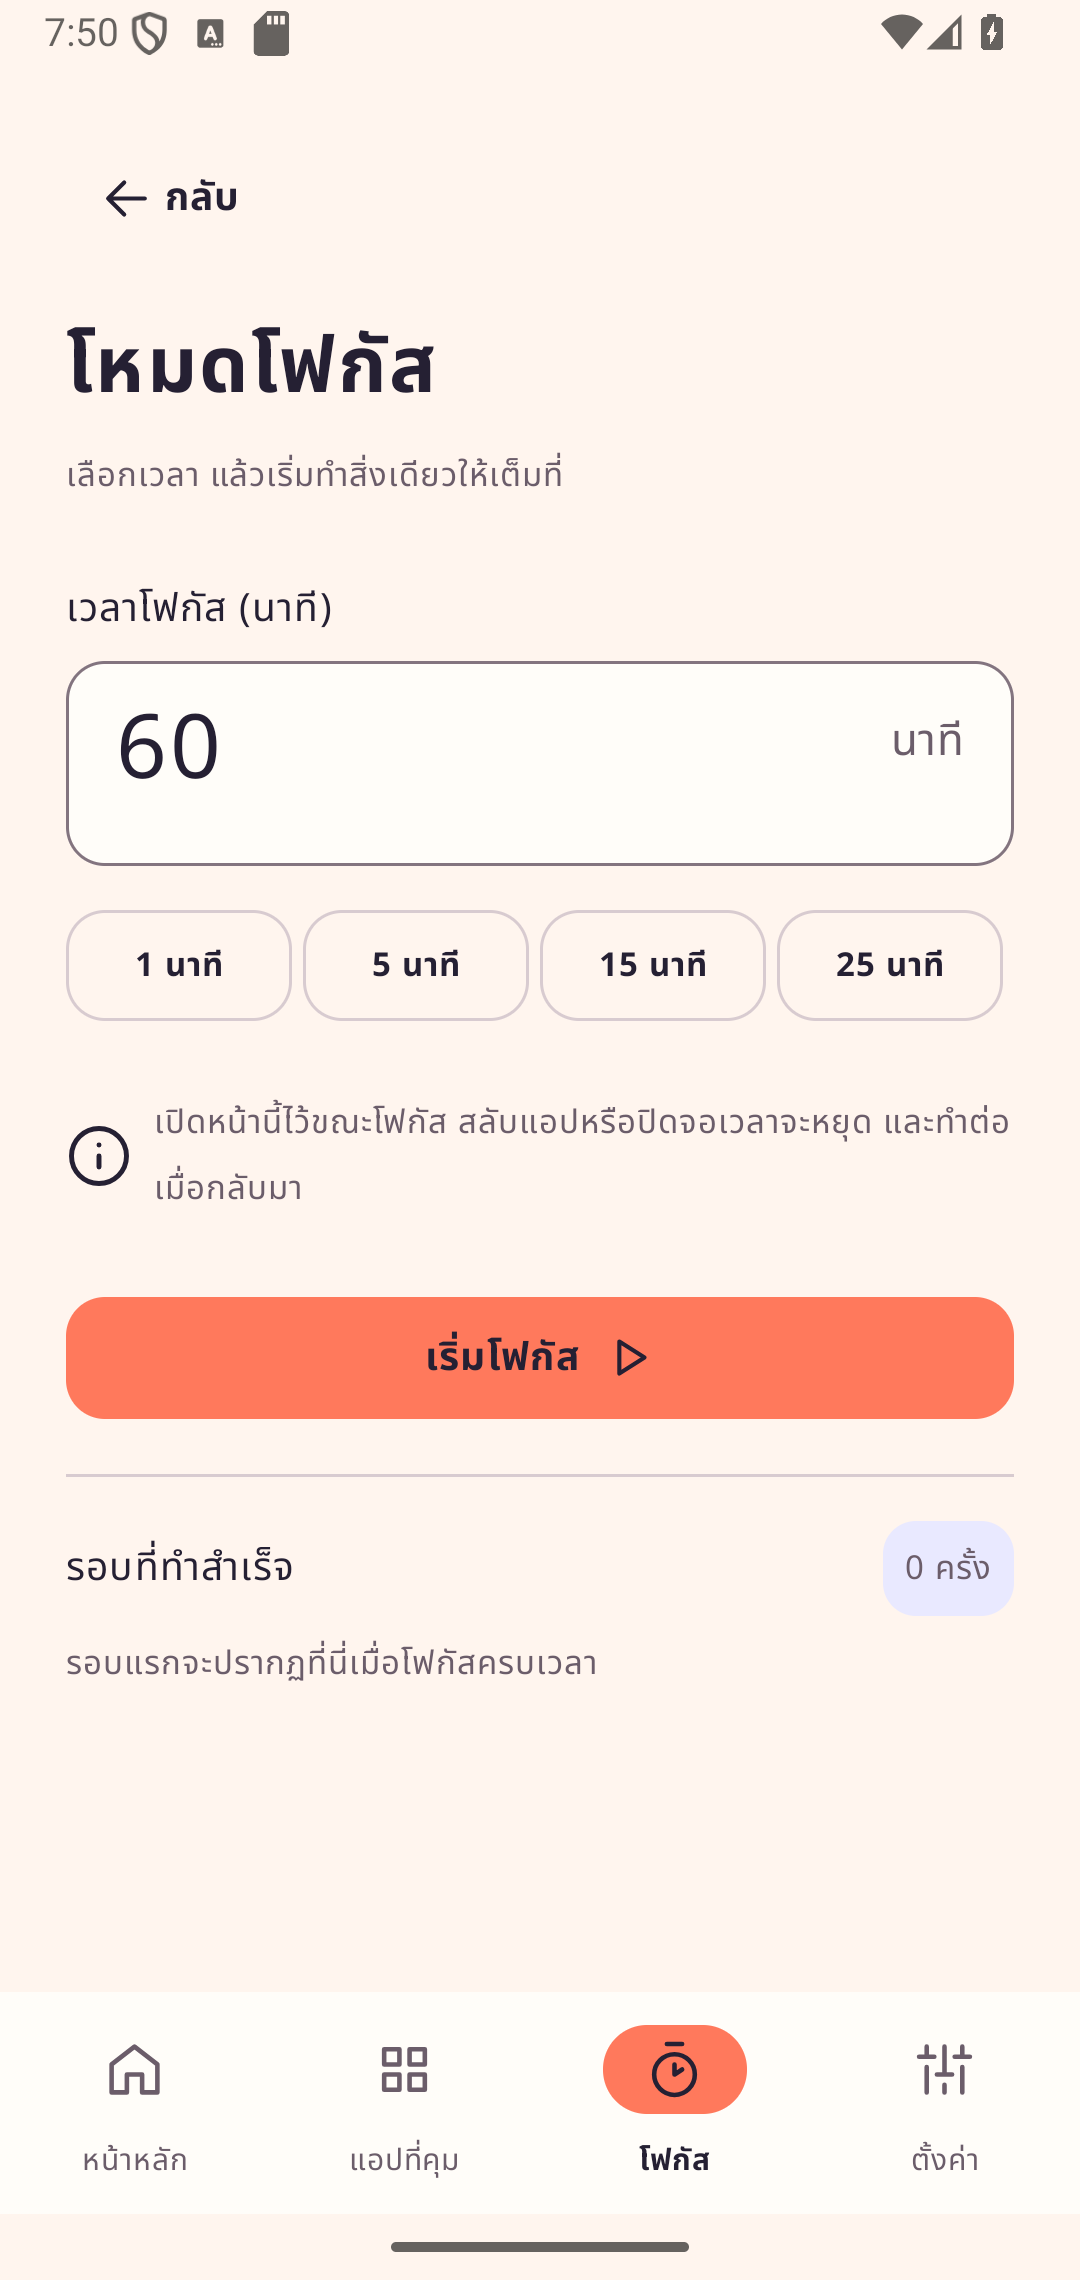 7:50
กลับ
โหมดโฟกัส
เลือกเวลา แล้วเริ่มทำสิ่งเดียวให้เต็มที่
เวลาโฟกัส (นาที)
60 นาที
1 นาที 5 นาที 15 นาที 25 นาที
เปิดหน้านี้ไว้ขณะโฟกัส สลับแอปหรือปิดจอเวลาจะหยุด และทำต่อ
เมื่อกลับมา
เริ่มโฟกัส
รอบที่ทำสำเร็จ 0 ครั้ง
รอบแรกจะปรากฏที่นี่เมื่อโฟกัสครบเวลา
หน้าหลัก แอปที่คุม โฟกัส ตั้งค่า